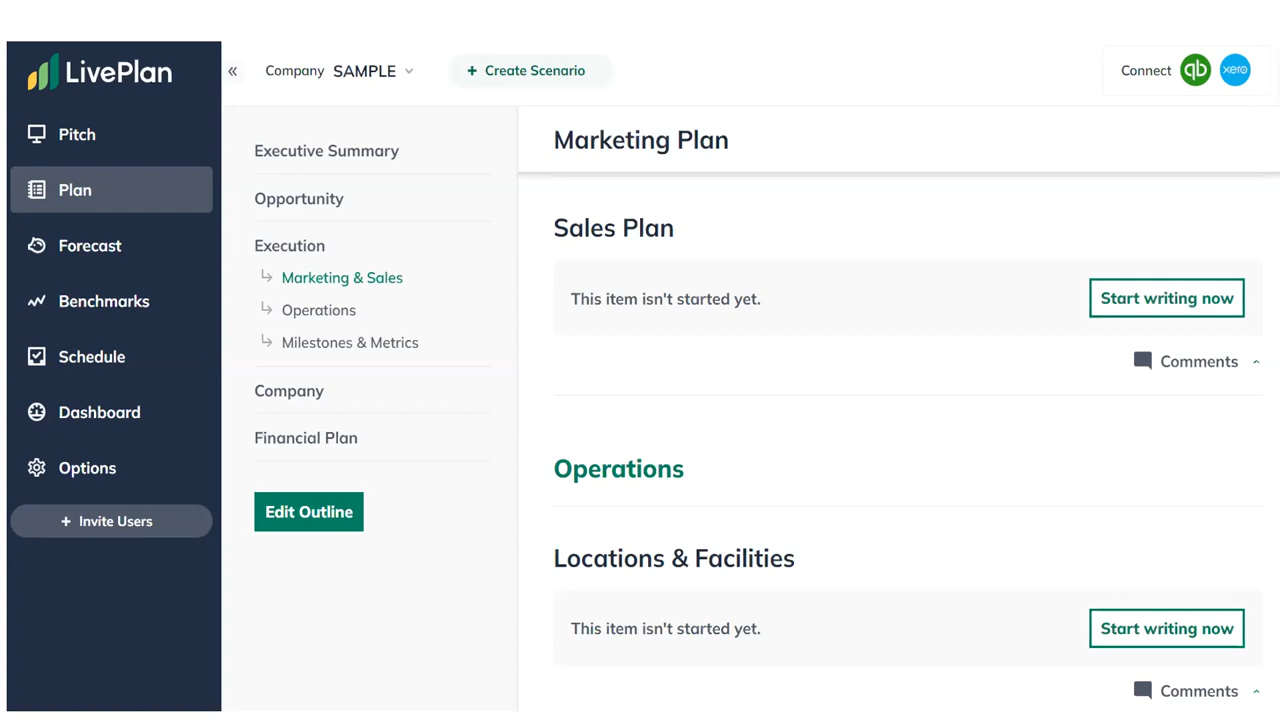 LivePlan
Pitch
Plan
Forecast
Benchmarks
Schedule
Dashboard
Options
+ Invite Users
« Company SAMPLE + Create Scenario Connect qb xero
Executive Summary
Opportunity
Execution
Marketing & Sales
Operations
Milestones & Metrics
Company
Financial Plan
Edit Outline
Marketing Plan
Sales Plan
This item isn't started yet. Start writing now
Comments
Operations
Locations & Facilities
This item isn't started yet. Start writing now
Comments